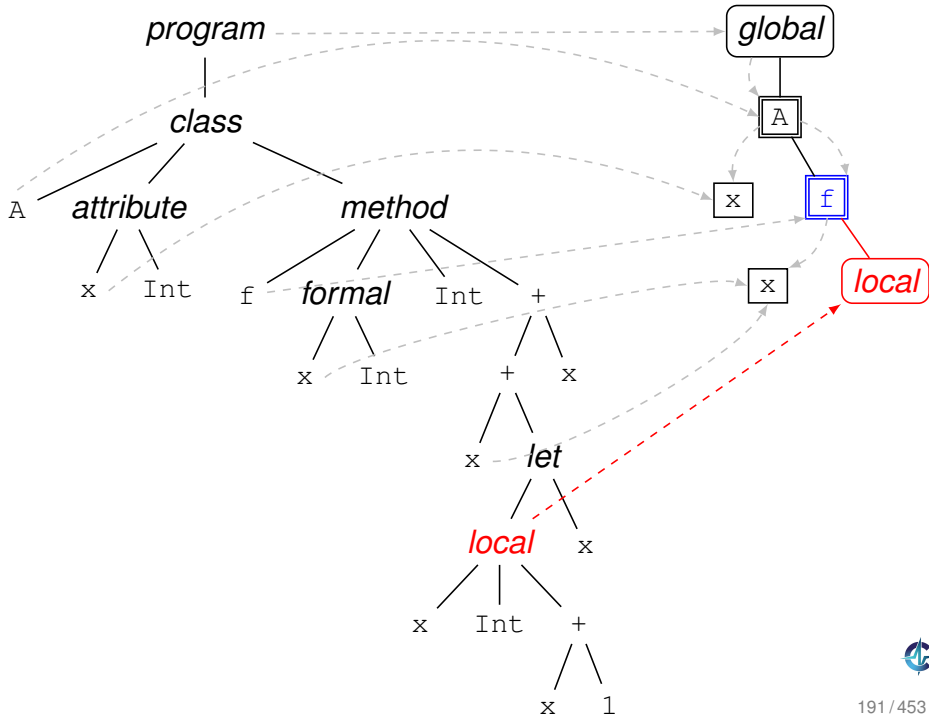 program global
A
class
A attribute method x f
x Int f formal Int + x local
x Int + x
x let
local x
x Int +
x 1
191 / 453